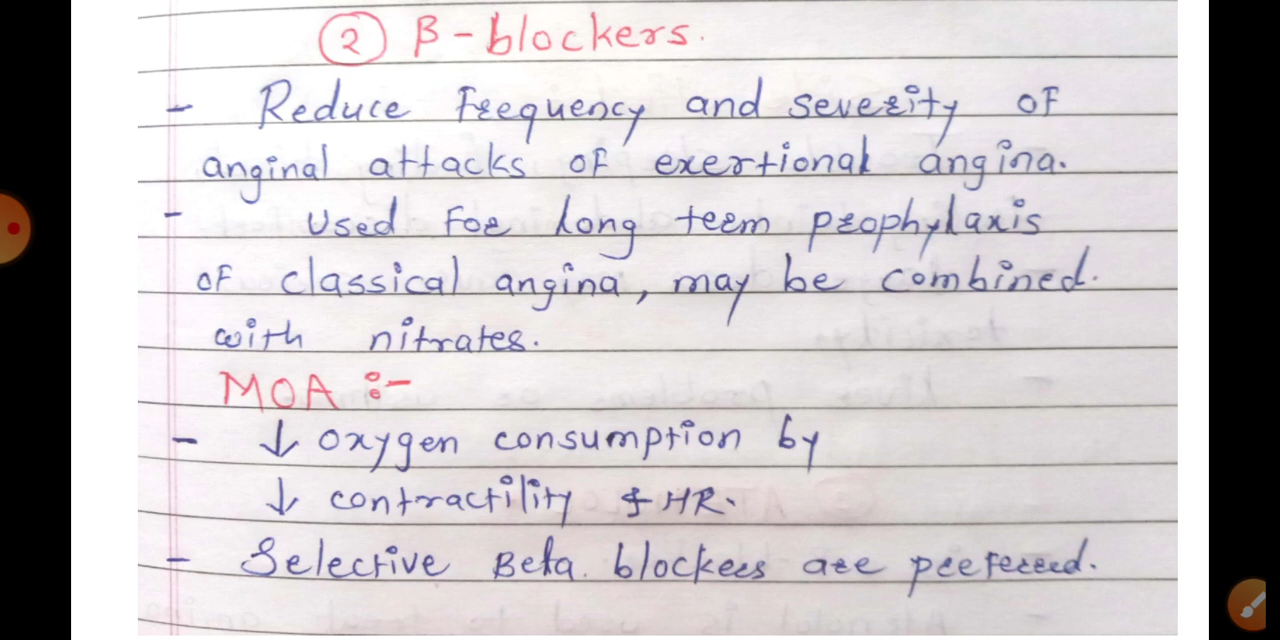 ② β-blockers.
- Reduce Frequency and severity of
anginal attacks of exertional angina.
- Used For long term prophylaxis
of classical angina, may be combined.
with nitrates.
MOA :-
- ↓ oxygen consumption by
↓ contractility & HR.
- Selective Beta. blockers are preferred.